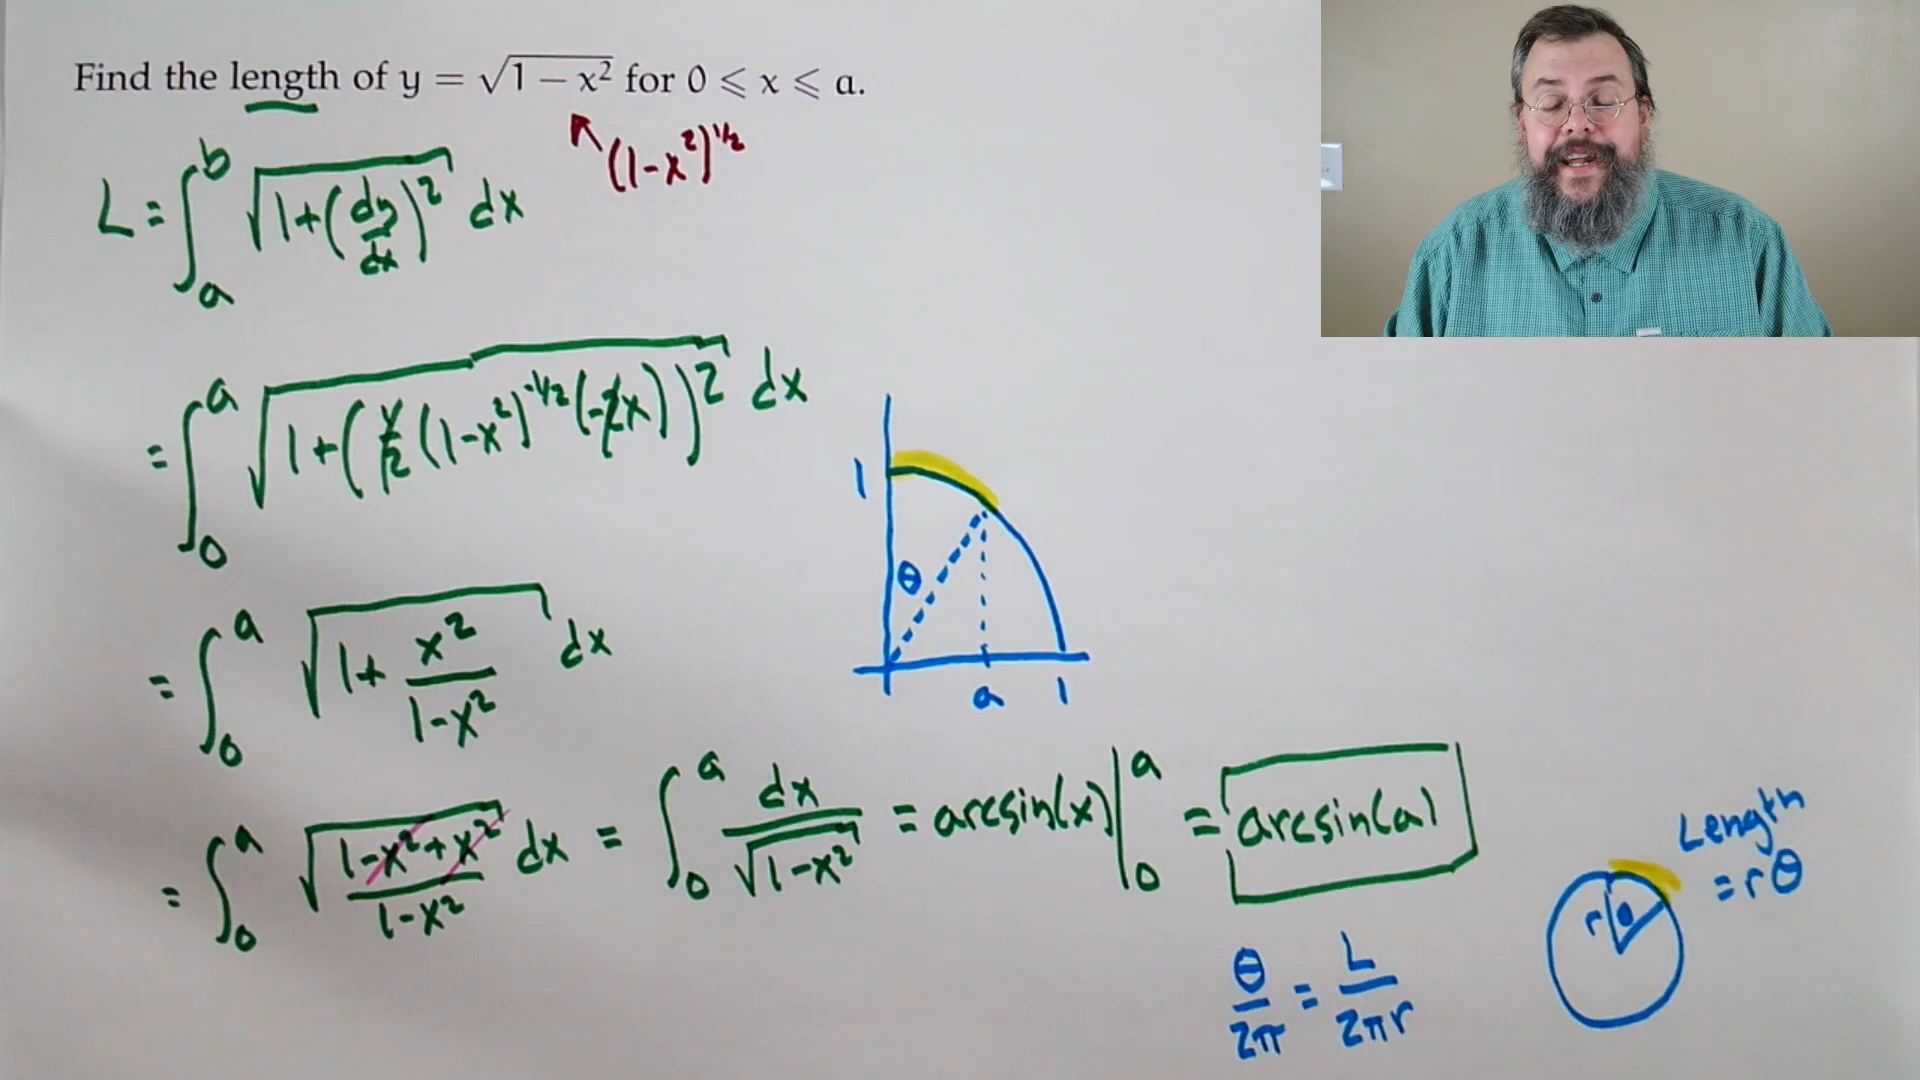 Find the length of y = √(1 − x²) for 0 ⩽ x ⩽ a.
(1-x²)^½
L = ∫_a^b √(1+(dy/dx)²) dx
= ∫_0^a √(1+(1/2 (1-x²)^-½ (-2x))²) dx
= ∫_0^a √(1+ x²/(1-x²)) dx
= ∫_0^a √((1-x²+x²)/(1-x²)) dx = ∫_0^a dx/√(1-x²) = arcsin(x)|_0^a = arcsin(a)
1
θ
a 1
Length
= rθ
r θ
θ/2π = L/2πr